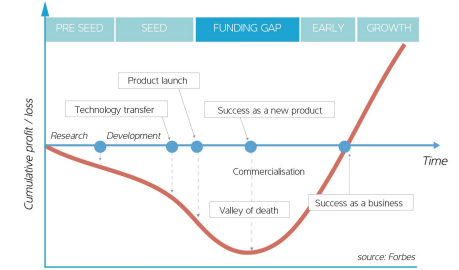 PRE SEED
SEED
FUNDING GAP
EARLY
GROWTH
Product launch
Technology transfer
Success as a new product
Research
Development
Time
Commercialisation
Valley of death
Success as a business
Cumulative profit / loss
source: Forbes